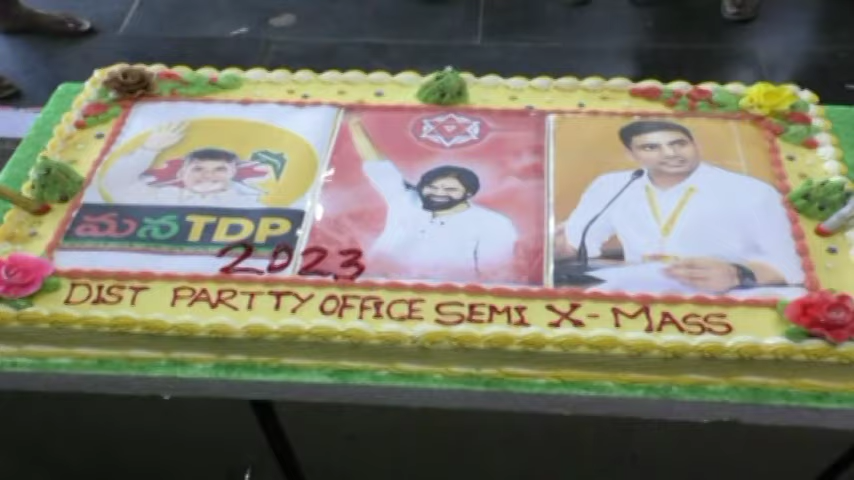 మన TDP
2023
DIST PARTTY OFFICE SEMI X-MASS